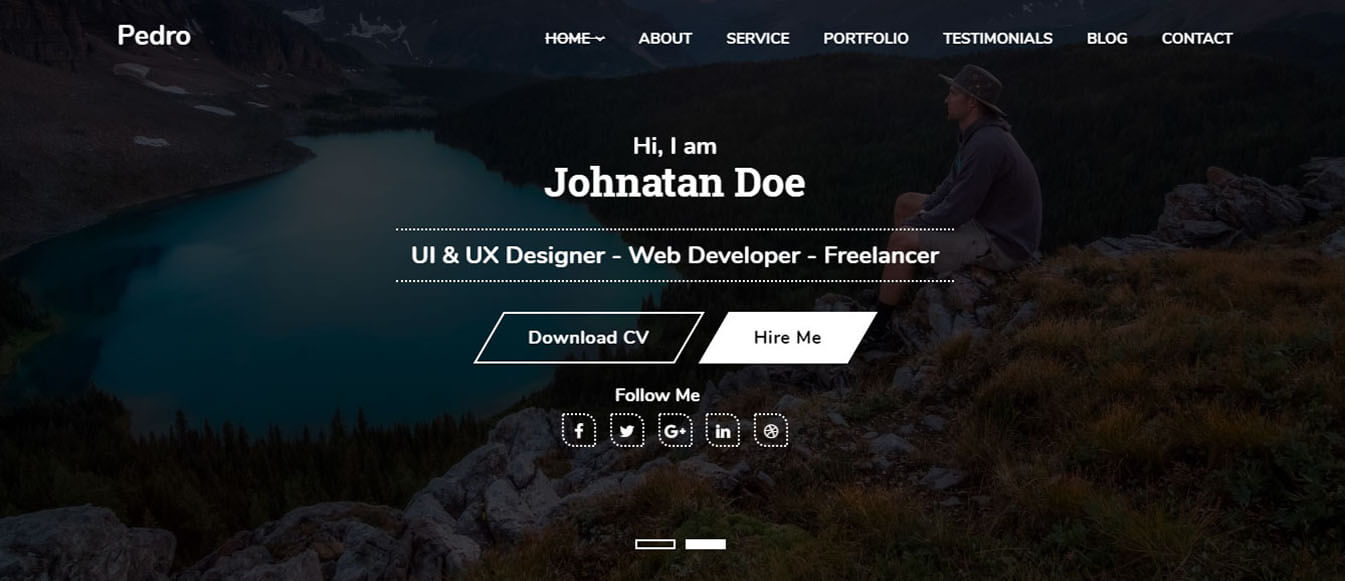 Pedro
HOME ABOUT SERVICE PORTFOLIO TESTIMONIALS BLOG CONTACT
Hi, I am
Johnatan Doe
UI & UX Designer - Web Developer - Freelancer
Download CV Hire Me
Follow Me
f G+ in